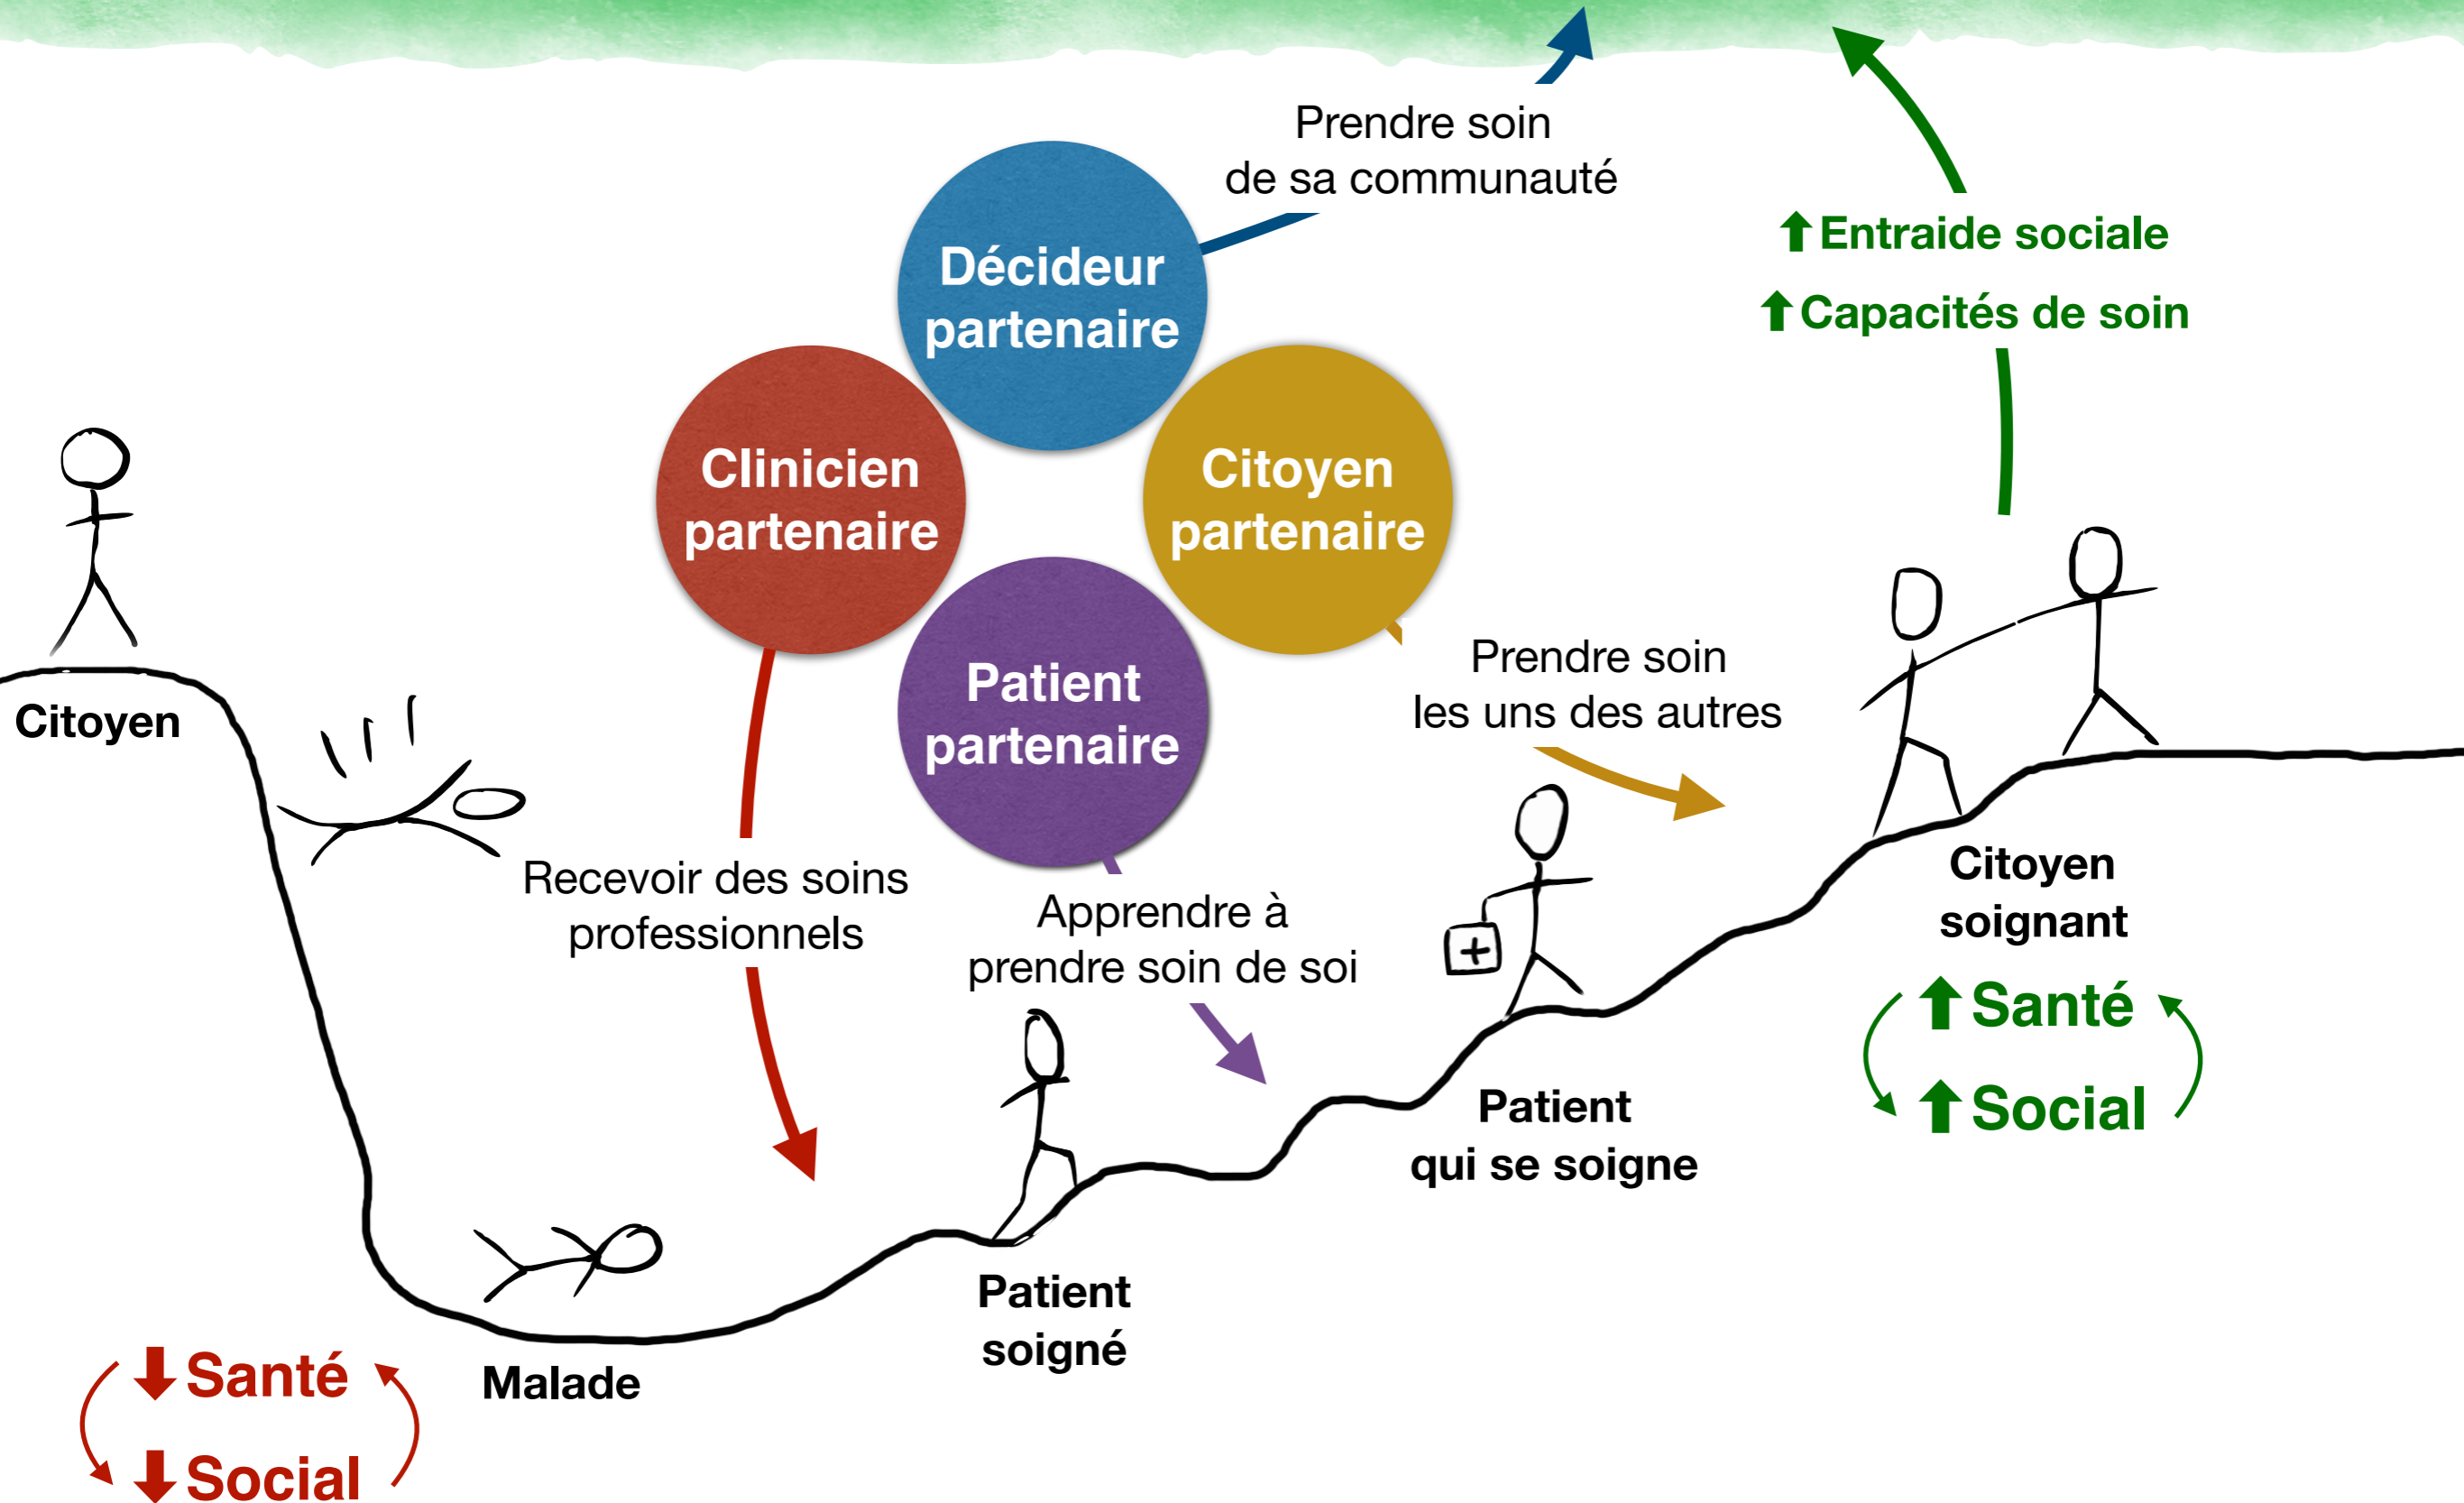 Prendre soin
de sa communauté
Décideur
partenaire
Entraide sociale
Capacités de soin
Clinicien
partenaire
Citoyen
partenaire
Patient
partenaire
Citoyen
Prendre soin
les uns des autres
Recevoir des soins
professionnels
Apprendre à
prendre soin de soi
Citoyen
soignant
Santé
Social
Patient
qui se soigne
Patient
soigné
Malade
Santé
Social